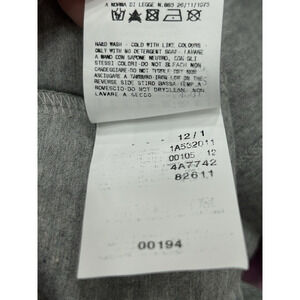 A NORMA DI LEGGE N.883 26/11/1973
HAND WASH - COLD WITH LIKE COLOURS
ONLY WITH NO DETERGENT SOAP-LAVARE
A MANO CON SAPONE NEUTRO, CON GLI
STESSI COLORI-DO NOT BLEACH NON
CANDEGGIARE-DO NOT TUMBLE DRY NON
ASCIUGARE A TAMBURO IRON LOW ON THE
REVERSE SIDE STIRO BASSA TEMP. A
ROVESCIO-DO NOT DRYCLEAN. NON
LAVARE A SECCO
12/1
1A532011
00105 12
4A7742
82611
00194